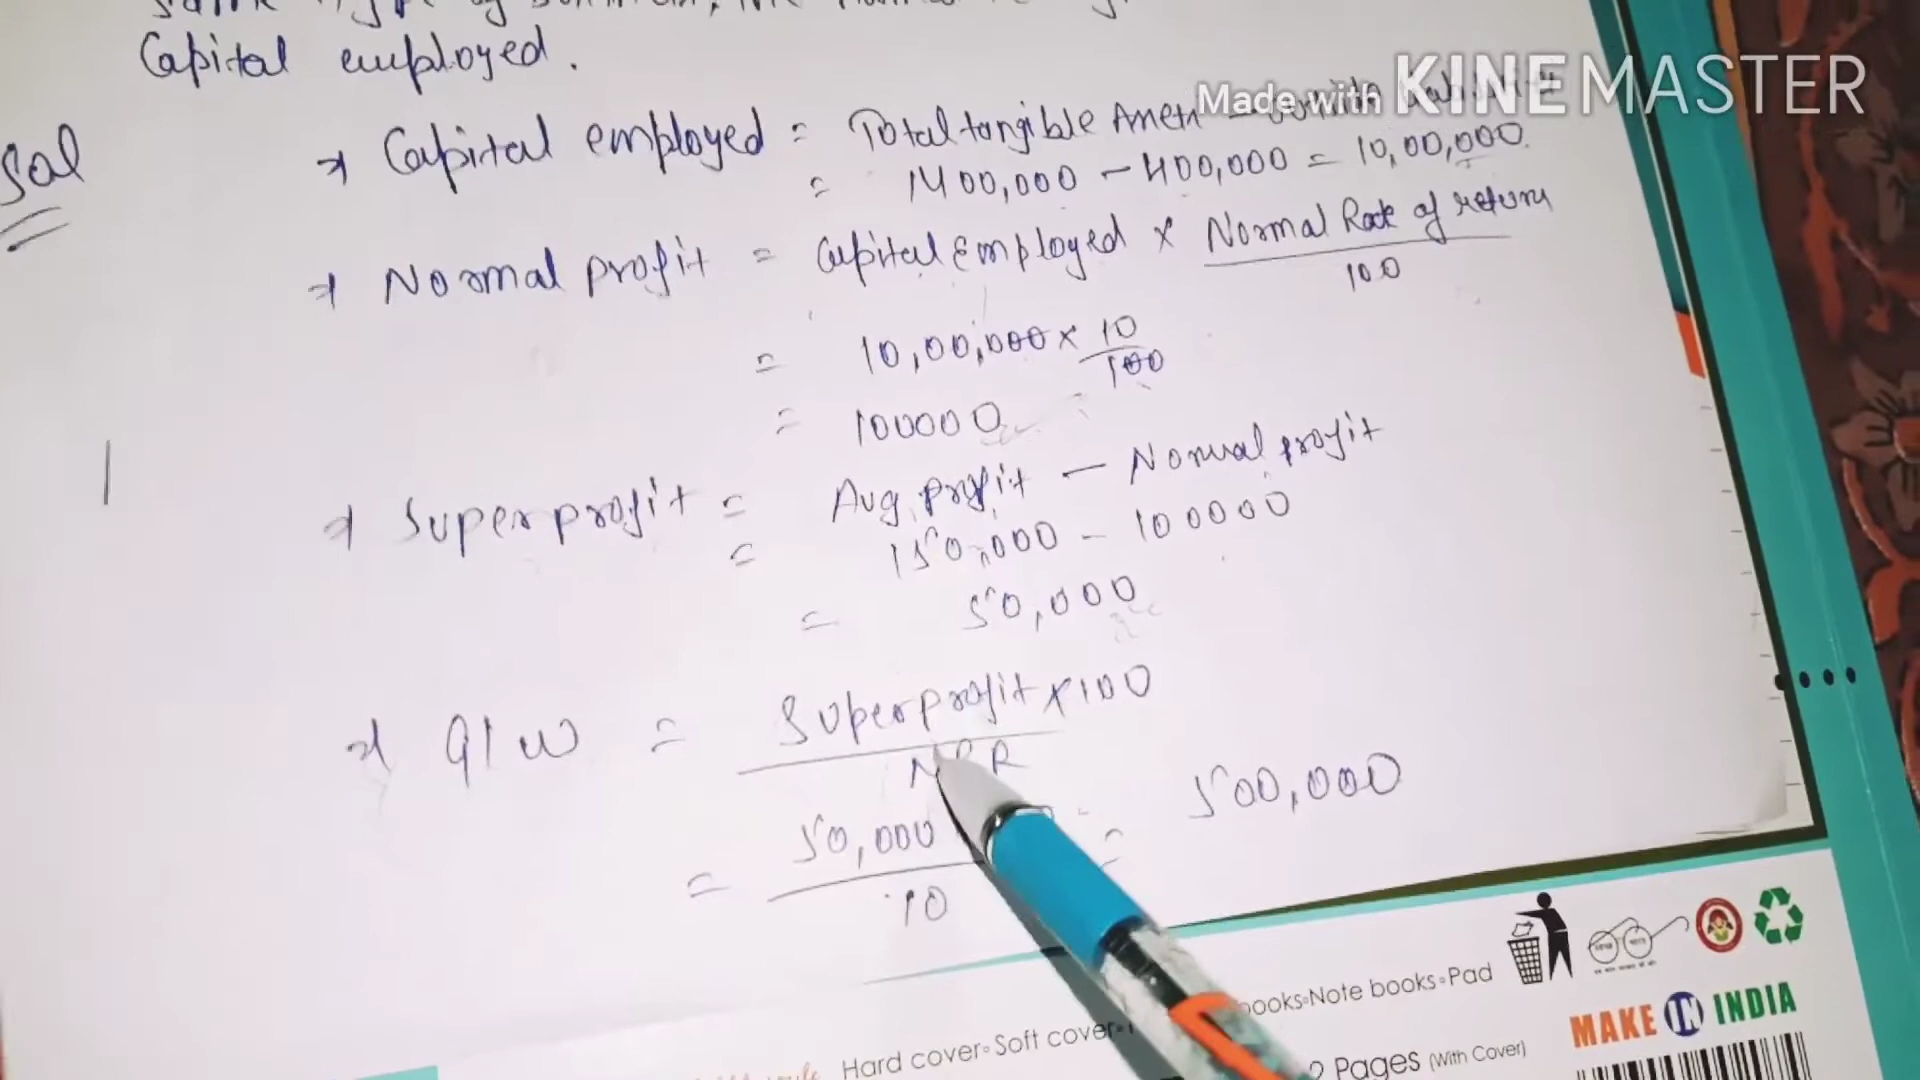 Capital employed.
Made with KINEMASTER
Sol
→ Capital employed = Total tangible Assets -
= 1400,000 - 400,000 = 10,00,000
→ Normal profit = Capital Employed × Normal Rate of return
100
= 10,00,000 × 10
100
= 100000
→ Super profit = Avg. profit - Normal profit
= 150,000 - 100000
= 50,000
→ G/W = Super profit × 100
= 50,000 = 500,000
10
books•Note books•Pad
MAKE IN INDIA
Hard cover•Soft cover•
Pages (With Cover)